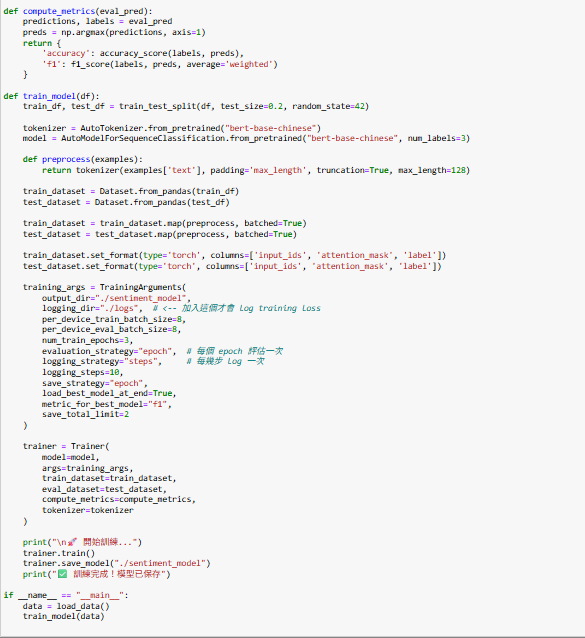 def compute_metrics(eval_pred):
    predictions, labels = eval_pred
    preds = np.argmax(predictions, axis=1)
    return {
        'accuracy': accuracy_score(labels, preds),
        'f1': f1_score(labels, preds, average='weighted')
    }
def train_model(df):
    train_df, test_df = train_test_split(df, test_size=0.2, random_state=42)
    tokenizer = AutoTokenizer.from_pretrained("bert-base-chinese")
    model = AutoModelForSequenceClassification.from_pretrained("bert-base-chinese", num_labels=3)
    def preprocess(examples):
        return tokenizer(examples['text'], padding='max_length', truncation=True, max_length=128)
    train_dataset = Dataset.from_pandas(train_df)
    test_dataset = Dataset.from_pandas(test_df)
    train_dataset = train_dataset.map(preprocess, batched=True)
    test_dataset = test_dataset.map(preprocess, batched=True)
    train_dataset.set_format(type='torch', columns=['input_ids', 'attention_mask', 'label'])
    test_dataset.set_format(type='torch', columns=['input_ids', 'attention_mask', 'label'])
    training_args = TrainingArguments(
        output_dir="./sentiment_model",
        logging_dir="./logs",  # <-- 加入這個才會 log training loss
        per_device_train_batch_size=8,
        per_device_eval_batch_size=8,
        num_train_epochs=3,
        evaluation_strategy="epoch",  # 每個 epoch 評估一次
        logging_strategy="steps",     # 每幾步 log 一次
        logging_steps=10,
        save_strategy="epoch",
        load_best_model_at_end=True,
        metric_for_best_model="f1",
        save_total_limit=2
    )
    trainer = Trainer(
        model=model,
        args=training_args,
        train_dataset=train_dataset,
        eval_dataset=test_dataset,
        compute_metrics=compute_metrics,
        tokenizer=tokenizer
    )
    print("\n🚀 開始訓練...")
    trainer.train()
    trainer.save_model("./sentiment_model")
    print("✅ 訓練完成！模型已保存")
if __name__ == "__main__":
    data = load_data()
    train_model(data)